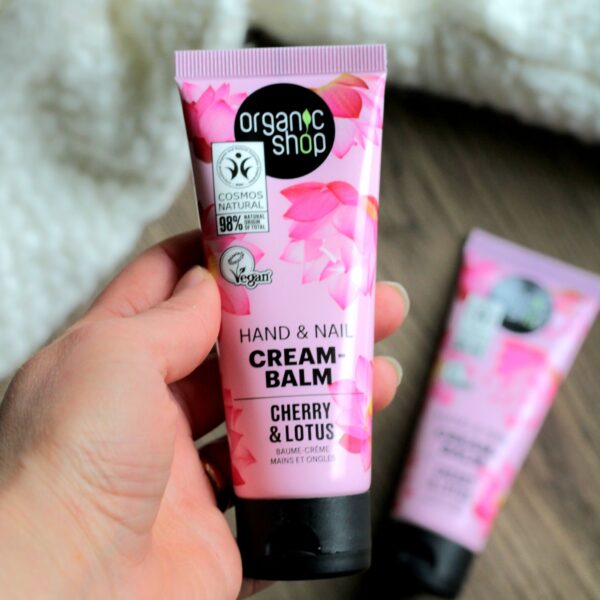 organic
shop
COSMOS
NATURAL
98% NATURAL
ORIGIN
OF TOTAL
Vegan
HAND & NAIL
CREAM-
BALM
CHERRY
& LOTUS
BAUME-CRÈME
MAINS ET ONGLES